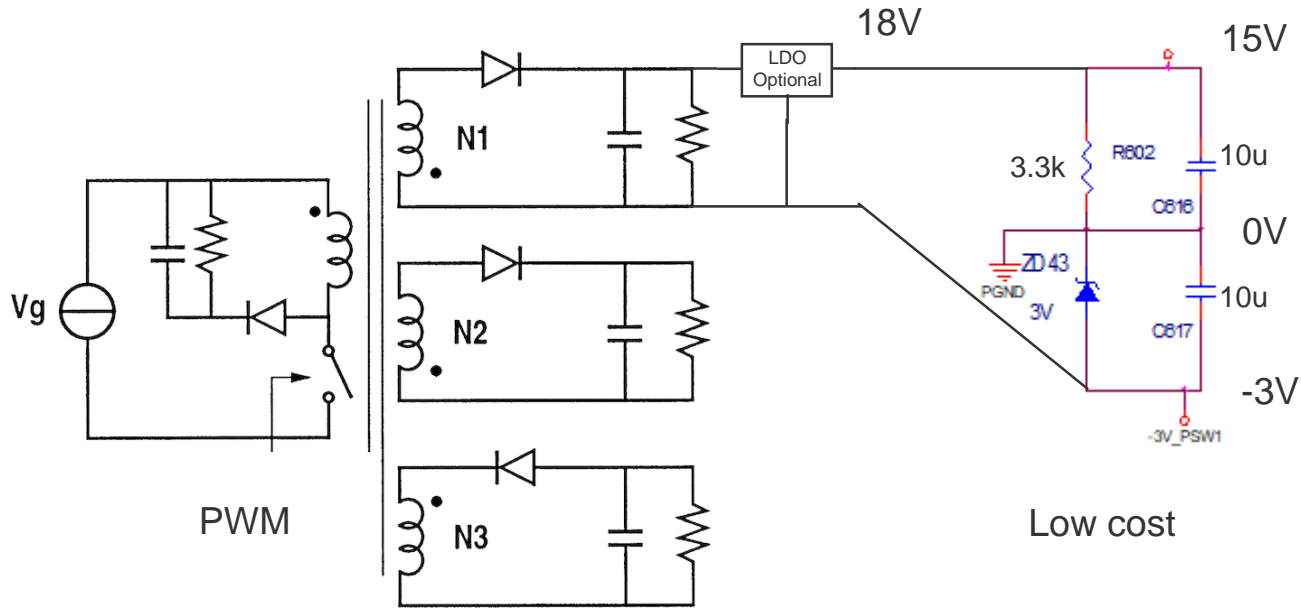 18V
15V
LDO
Optional
N1
3.3k
R602
10u
C616
0V
Vg
ZD43
PGND
3V
10u
C617
N2
-3V
-3V_PSW1
PWM
N3
Low cost